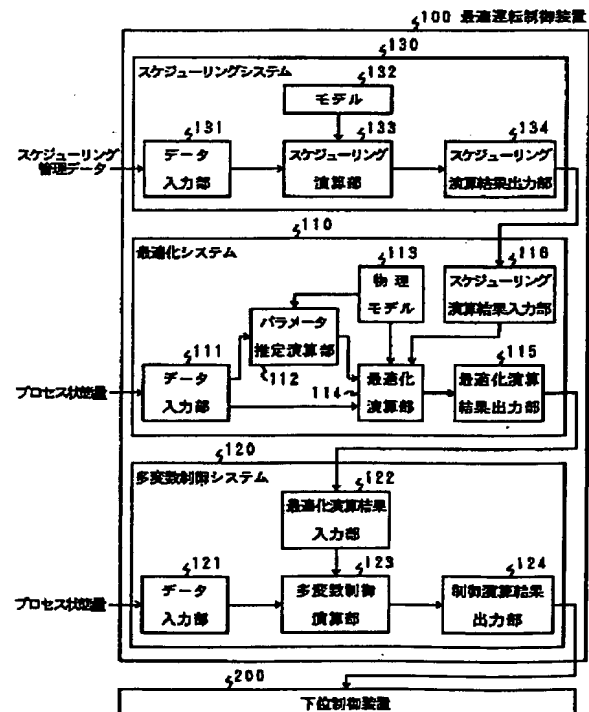 100 最適運転制御装置
130
スケジューリングシステム
132
モデル
131
133
134
スケジューリング
管理データ
データ
入力部
スケジューリング
演算部
スケジューリング
演算結果出力部
110
最適化システム
113
116
物理
モデル
スケジューリング
演算結果入力部
パラメータ
推定演算部
111
112
114
115
プロセス状態量
データ
入力部
最適化
演算部
最適化演算
結果出力部
120
多変数制御システム
122
最適化演算結果
入力部
121
123
124
プロセス状態量
データ
入力部
多変数制御
演算部
制御演算結果
出力部
200
下位制御装置